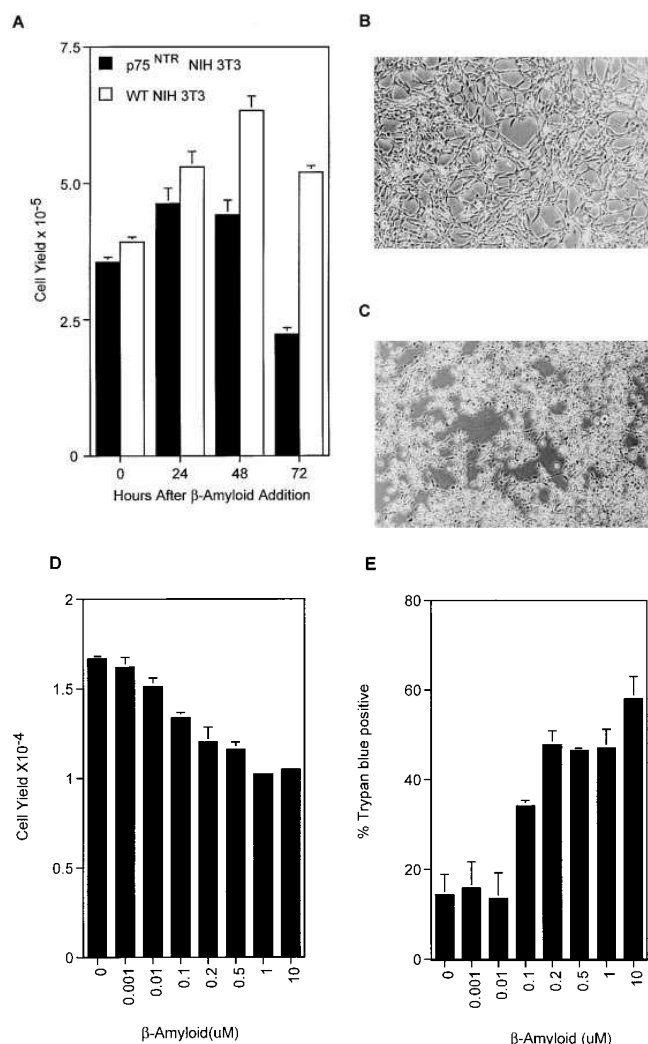 A
p75 NTR NIH 3T3
WT NIH 3T3
7.5
5.0
2.5
0
Cell Yield x 10-5
0 24 48 72
Hours After β-Amyloid Addition
B
C
D
2
1.5
1
0.5
0
Cell Yield X10-4
0 0.001 0.01 0.1 0.2 0.5 1 10
β-Amyloid(uM)
E
80
60
40
20
0
% Trypan blue positive
0 0.001 0.01 0.1 0.2 0.5 1 10
β-Amyloid (uM)